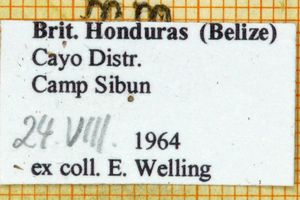 Brit. Honduras (Belize)
Cayo Distr.
Camp Sibun
24. VIII. 1964
ex coll. E. Welling